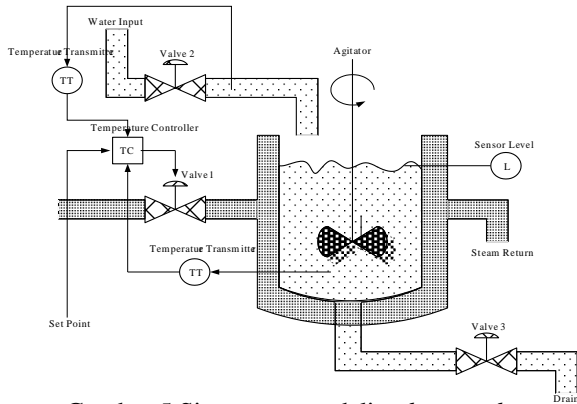 Water Input
Agitator
Temperature Transmitter
Valve 2
TT
Temperature Controller
Sensor Level
TC
L
Valve 1
Temperature Transmitter
TT
Steam Return
Set Point
Valve 3
Drain